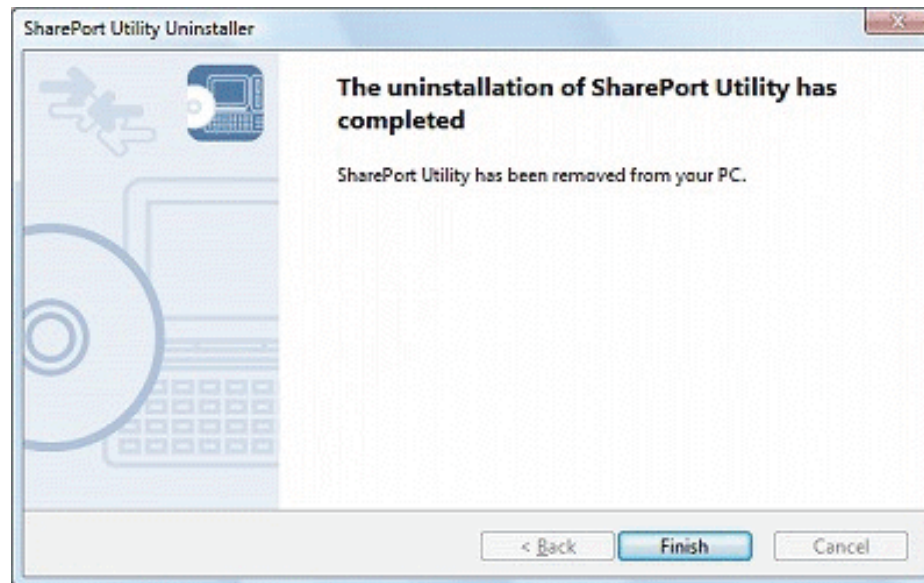 SharePort Utility Uninstaller
The uninstallation of SharePort Utility has
completed
SharePort Utility has been removed from your PC.
< Back
Finish
Cancel